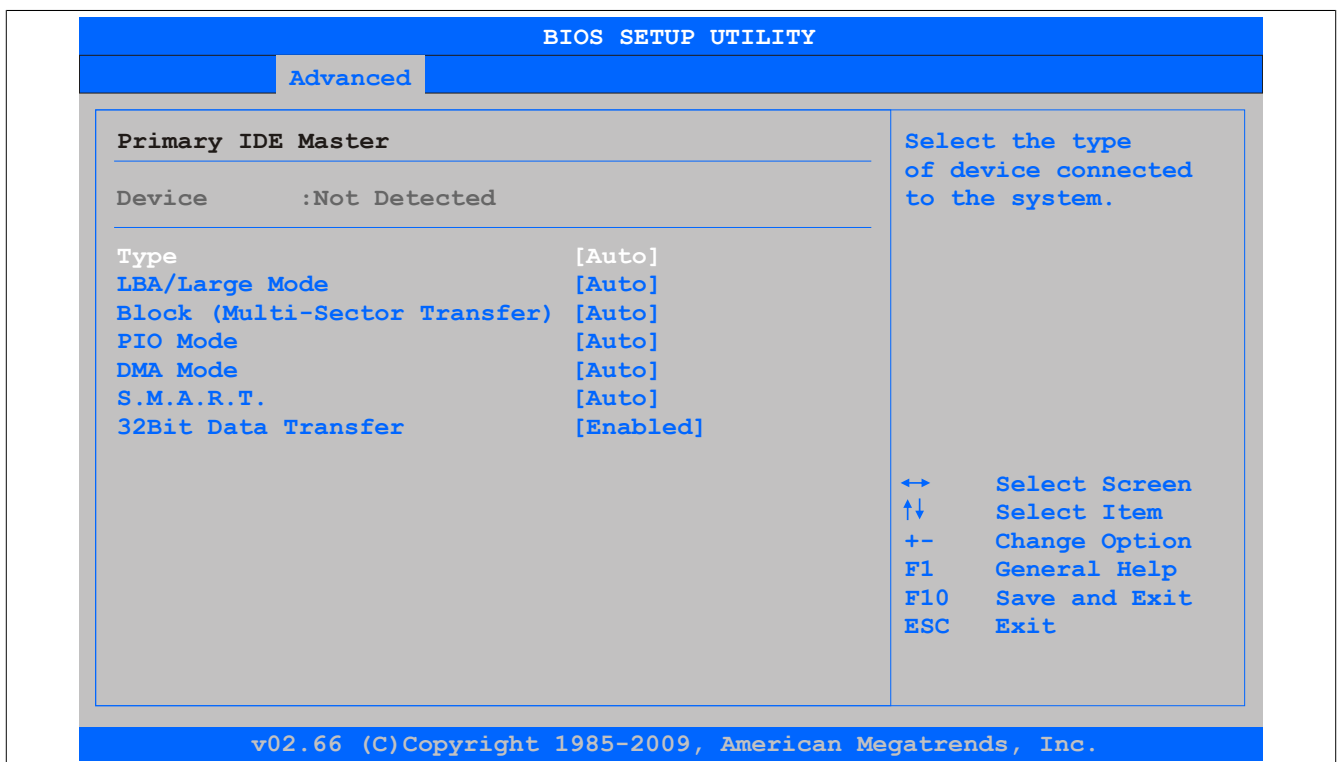 BIOS SETUP UTILITY
Advanced
Primary IDE Master
Device :Not Detected
Type [Auto]
LBA/Large Mode [Auto]
Block (Multi-Sector Transfer) [Auto]
PIO Mode [Auto]
DMA Mode [Auto]
S.M.A.R.T. [Auto]
32Bit Data Transfer [Enabled]
Select the type
of device connected
to the system.
↔ Select Screen
↑↓ Select Item
+- Change Option
F1 General Help
F10 Save and Exit
ESC Exit
v02.66 (C)Copyright 1985-2009, American Megatrends, Inc.